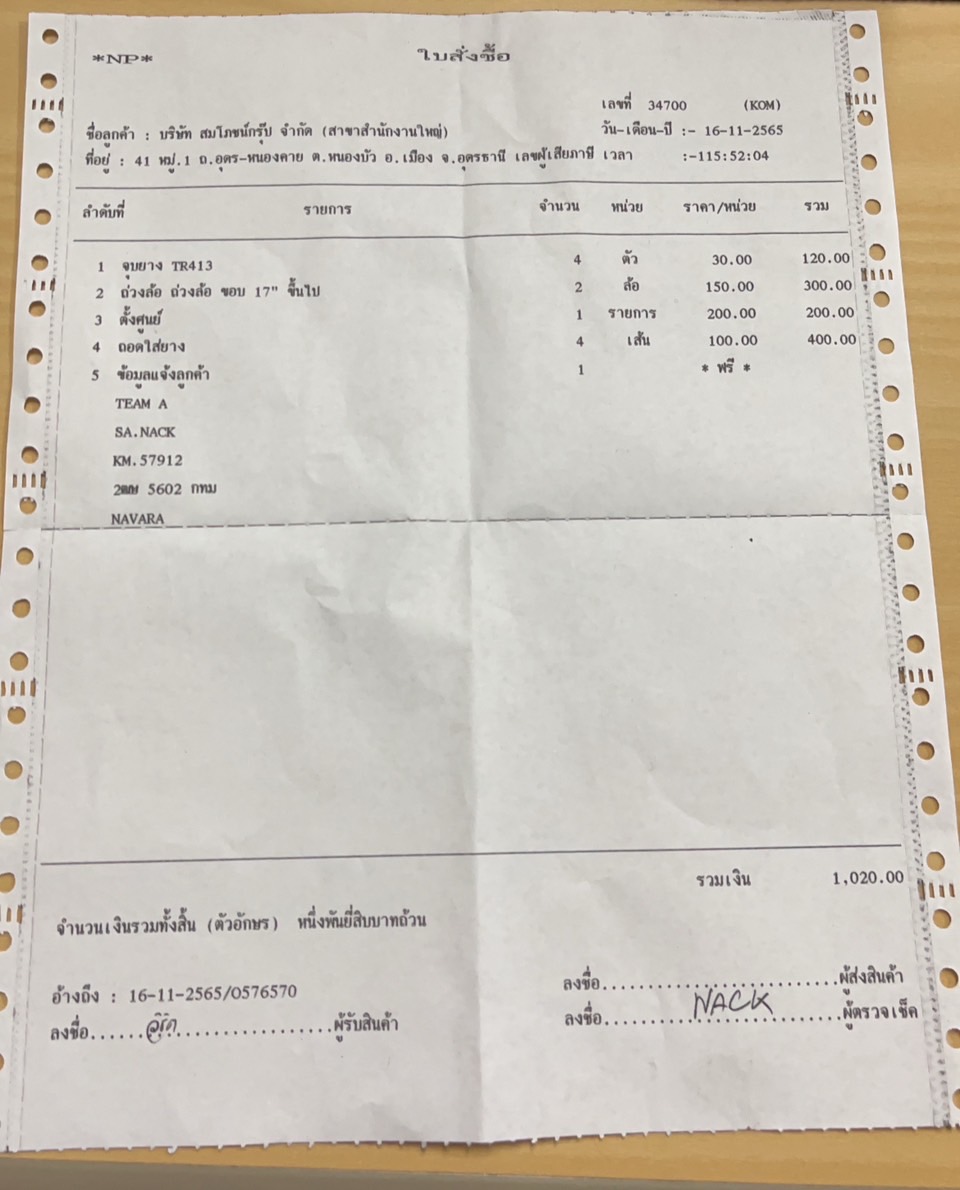 *NP*
ใบสั่งซื้อ
เลขที่ 34700 (KOM)
ชื่อลูกค้า : บริษัท สมโภชน์กรุ๊ป จำกัด (สาขาสำนักงานใหญ่) วัน-เดือน-ปี :- 16-11-2565
ที่อยู่ : 41 หมู่.1 ถ.อุดร-หนองคาย ต.หนองบัว อ.เมือง จ.อุดรธานี เลขผู้เสียภาษี เวลา :-115:52:04
ลำดับที่ รายการ จำนวน หน่วย ราคา/หน่วย รวม
1 จุบยาง TR413 4 ตัว 30.00 120.00
2 ถ่วงล้อ ถ่วงล้อ ขอบ 17" ขึ้นไป 2 ล้อ 150.00 300.00
3 ตั้งศูนย์ 1 รายการ 200.00 200.00
4 ถอดใส่ยาง 4 เส้น 100.00 400.00
5 ข้อมูลแจ้งลูกค้า 1 * ฟรี *
TEAM A
SA.NACK
KM.57912
5602 กทม
NAVARA
รวมเงิน 1,020.00
จำนวนเงินรวมทั้งสิ้น (ตัวอักษร) หนึ่งพันยี่สิบบาทถ้วน
อ้างถึง : 16-11-2565/0576570
ลงชื่อ..............................ผู้ส่งสินค้า
ลงชื่อ...........NACK...........ผู้ตรวจเช็ค
ลงชื่อ..............................ผู้รับสินค้า